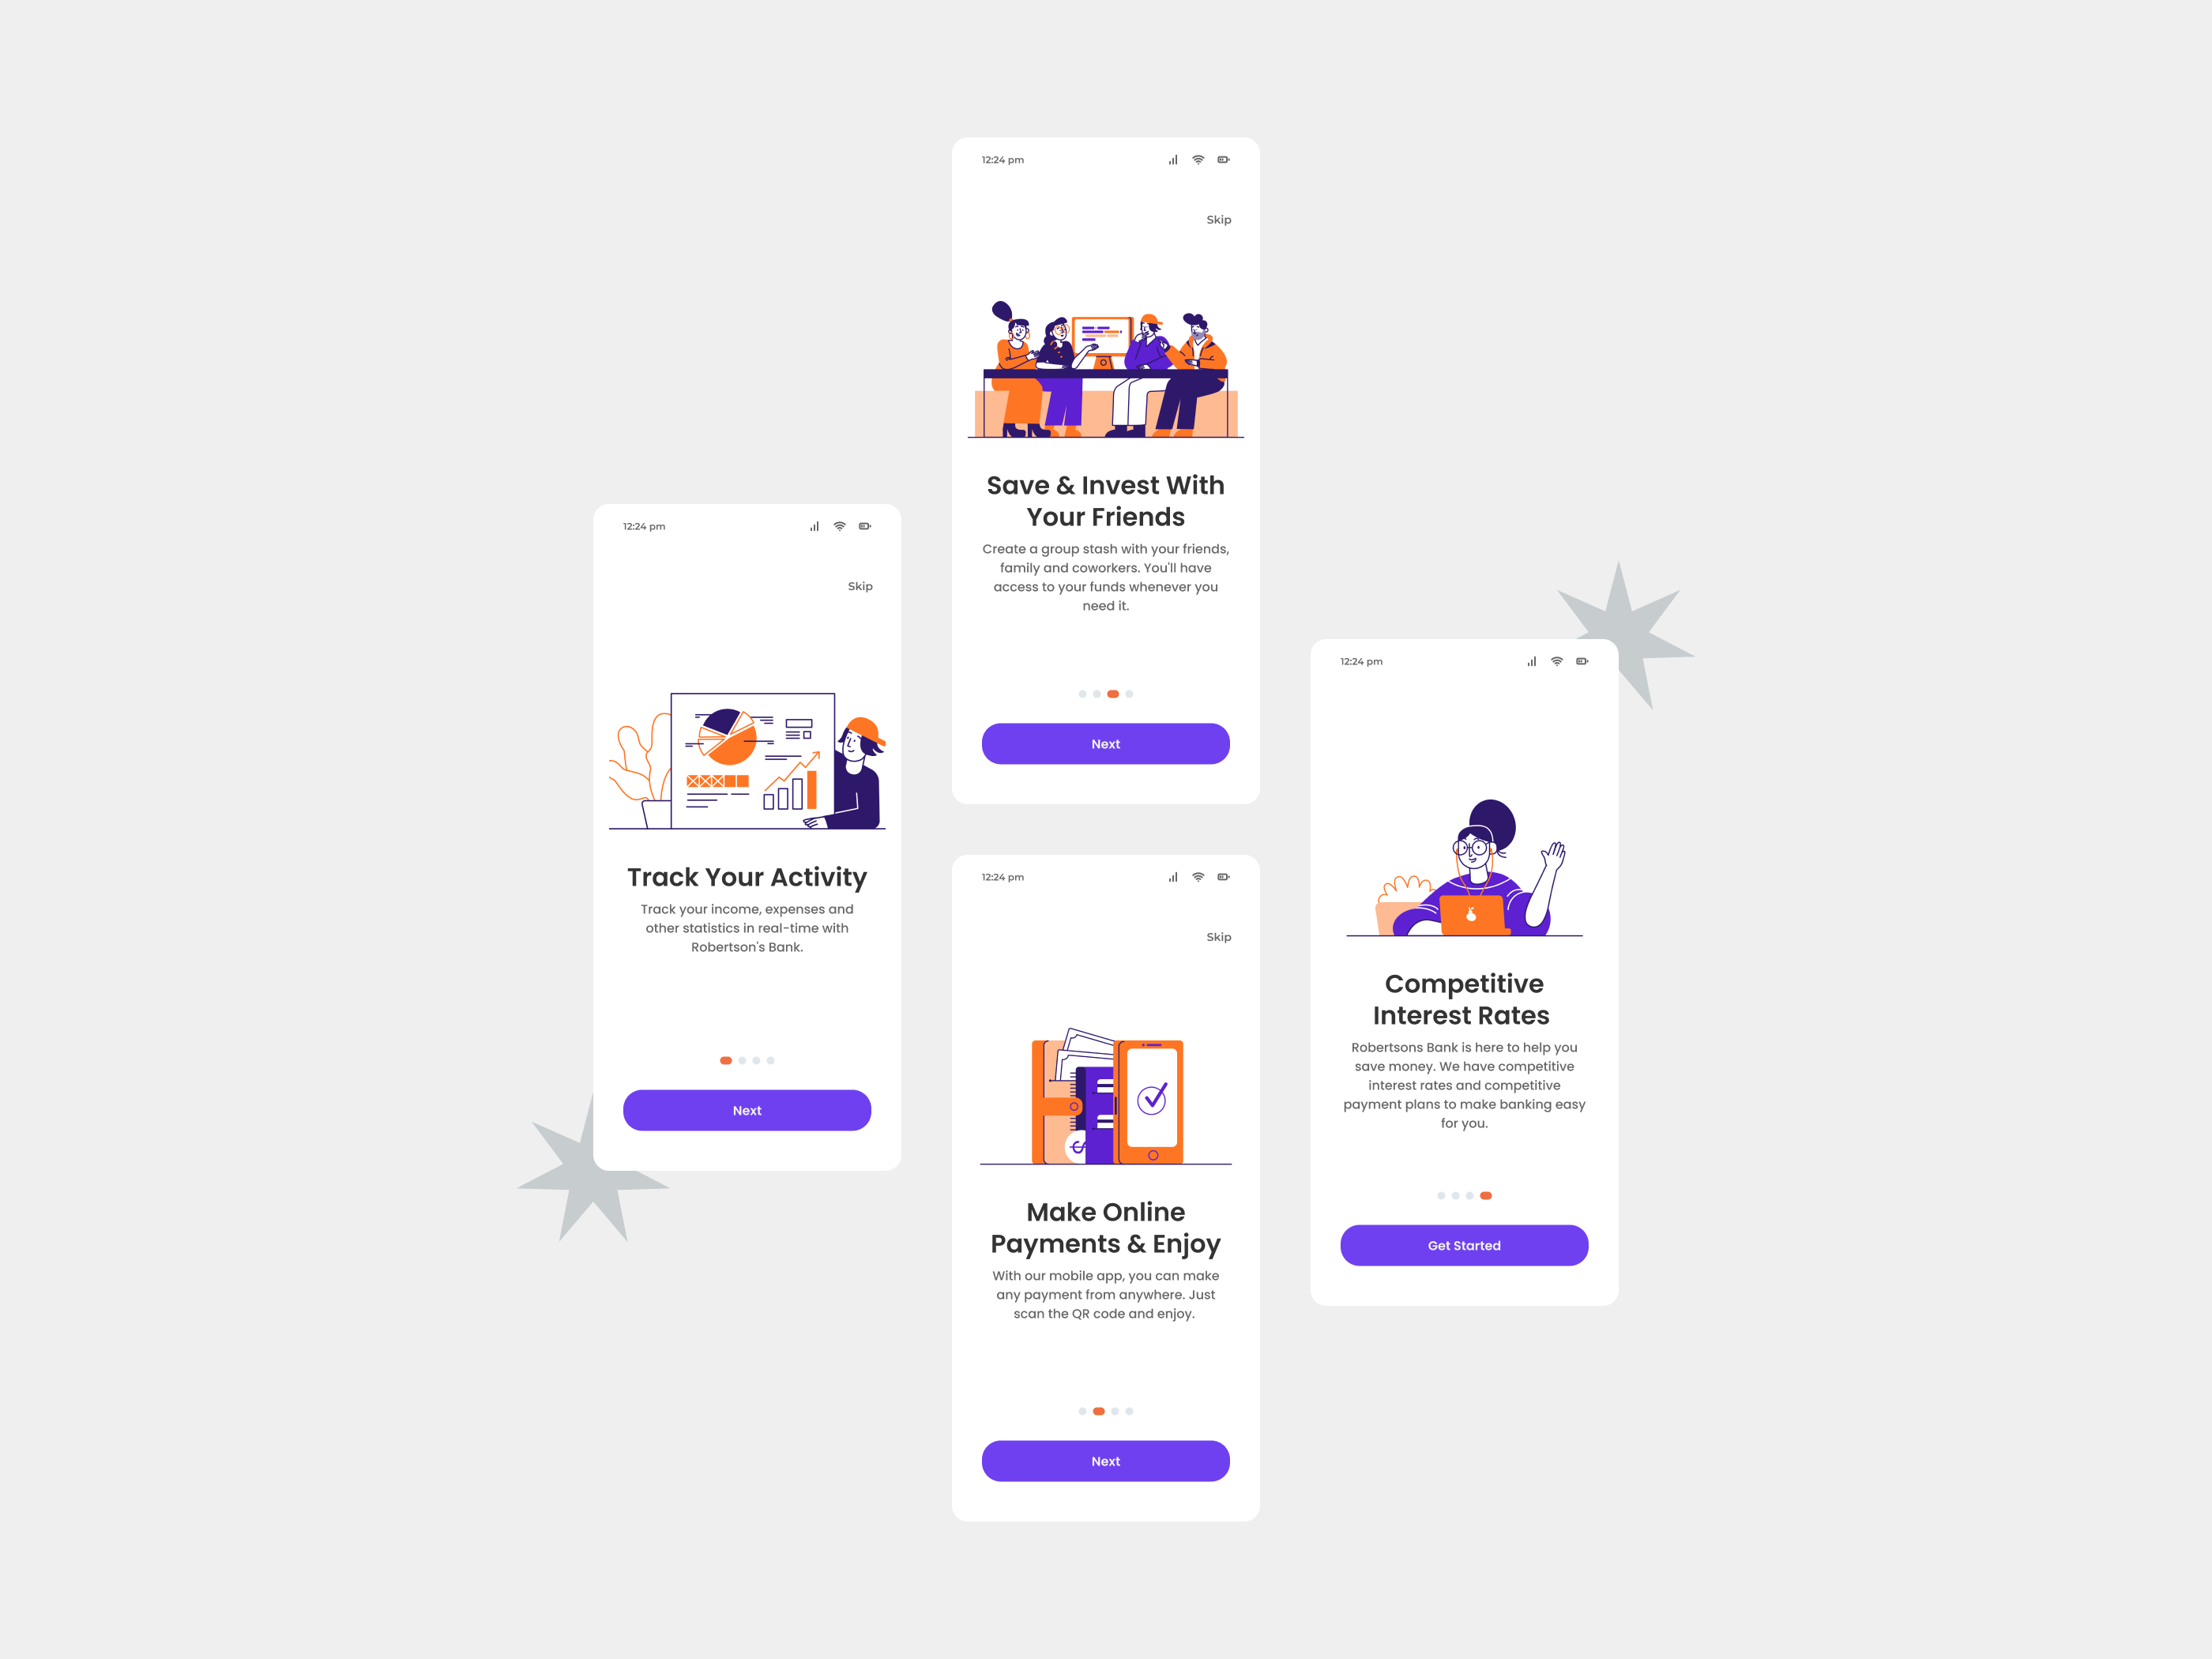 12:24 pm
Skip
Track Your Activity
Track your income, expenses and
other statistics in real-time with
Robertson's Bank.
Next
12:24 pm
Skip
Save & Invest With
Your Friends
Create a group stash with your friends,
family and coworkers. You'll have
access to your funds whenever you
need it.
Next
12:24 pm
Skip
Make Online
Payments & Enjoy
With our mobile app, you can make
any payment from anywhere. Just
scan the QR code and enjoy.
Next
12:24 pm
Competitive
Interest Rates
Robertsons Bank is here to help you
save money. We have competitive
interest rates and competitive
payment plans to make banking easy
for you.
Get Started